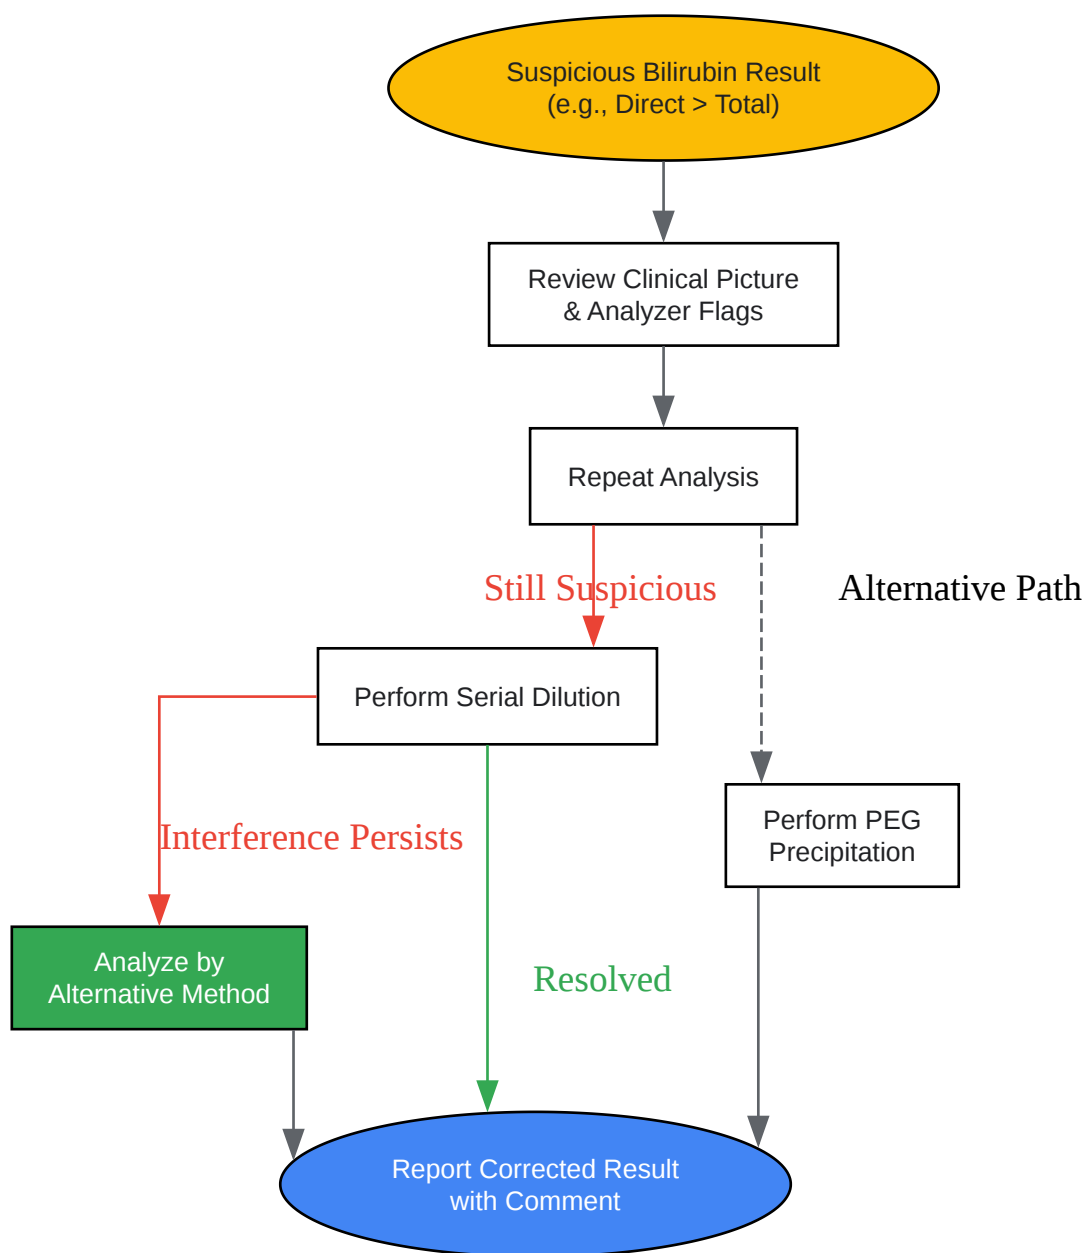 Suspicious Bilirubin Result
(e.g., Direct > Total)
Review Clinical Picture
& Analyzer Flags
Repeat Analysis
Still Suspicious
Alternative Path
Perform Serial Dilution
Interference Persists
Perform PEG
Precipitation
Analyze by
Alternative Method
Resolved
Report Corrected Result
with Comment